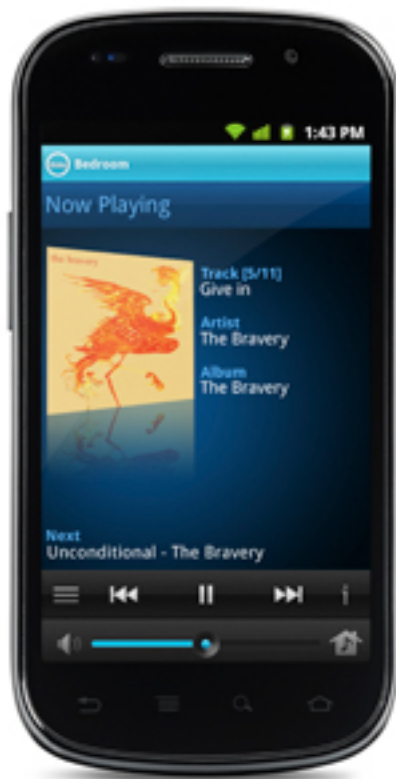 1:43 PM
Bedroom
Now Playing
the bravery
Track [5/11]
Give in
Artist
The Bravery
Album
The Bravery
Next
Unconditional - The Bravery